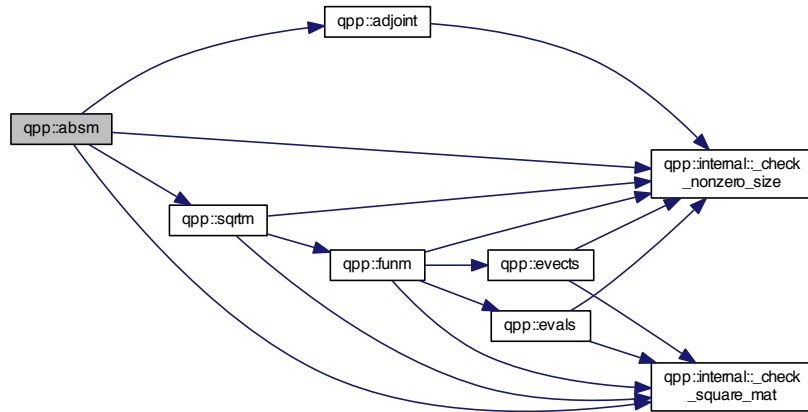 qpp::adjoint
qpp::absm
qpp::internal::_check
_nonzero_size
qpp::sqrtm
qpp::funm
qpp::evects
qpp::evals
qpp::internal::_check
_square_mat